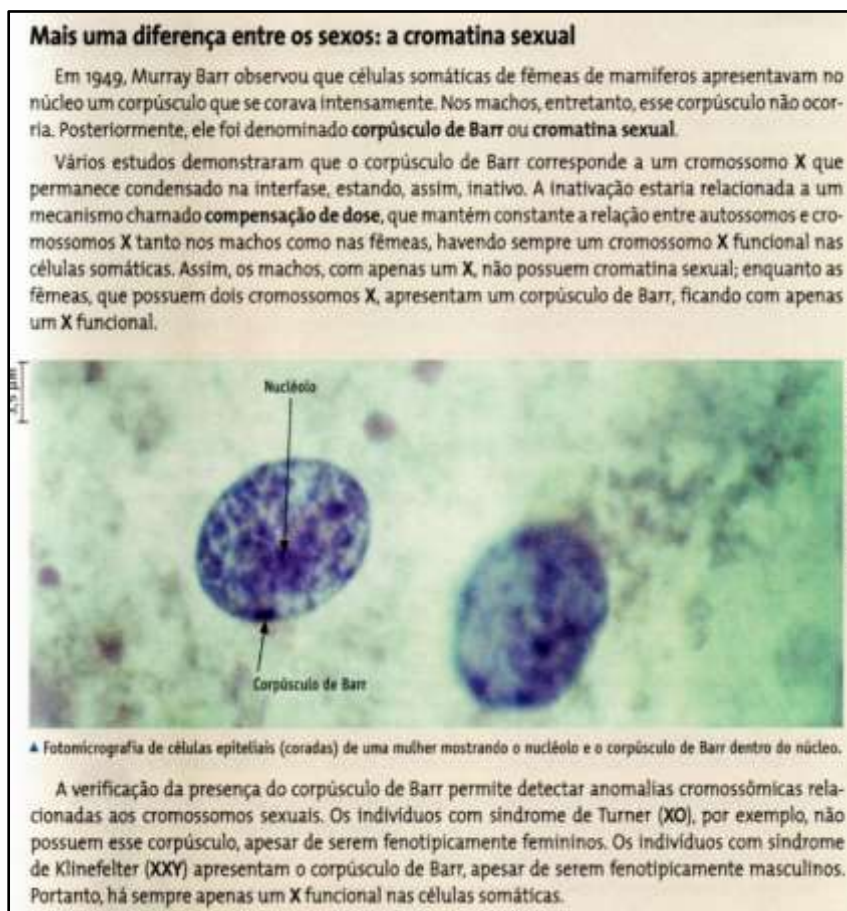 Mais uma diferença entre os sexos: a cromatina sexual
Em 1949, Murray Barr observou que células somáticas de fêmeas de mamíferos apresentavam no
núcleo um corpúsculo que se corava intensamente. Nos machos, entretanto, esse corpúsculo não ocor-
ria. Posteriormente, ele foi denominado corpúsculo de Barr ou cromatina sexual.
Vários estudos demonstraram que o corpúsculo de Barr corresponde a um cromossomo X que
permanece condensado na interfase, estando, assim, inativo. A inativação estaria relacionada a um
mecanismo chamado compensação de dose, que mantém constante a relação entre autossomos e cro-
mossomos X tanto nos machos como nas fêmeas, havendo sempre um cromossomo X funcional nas
células somáticas. Assim, os machos, com apenas um X, não possuem cromatina sexual; enquanto as
fêmeas, que possuem dois cromossomos X, apresentam um corpúsculo de Barr, ficando com apenas
um X funcional.
µm
Nucléolo
Corpúsculo de Barr
▲ Fotomicrografia de células epiteliais (coradas) de uma mulher mostrando o nucléolo e o corpúsculo de Barr dentro do núcleo.
A verificação da presença do corpúsculo de Barr permite detectar anomalias cromossômicas rela-
cionadas aos cromossomos sexuais. Os indivíduos com síndrome de Turner (XO), por exemplo, não
possuem esse corpúsculo, apesar de serem fenotipicamente femininos. Os indivíduos com síndrome
de Klinefelter (XXY) apresentam o corpúsculo de Barr, apesar de serem fenotipicamente masculinos.
Portanto, há sempre apenas um X funcional nas células somáticas.